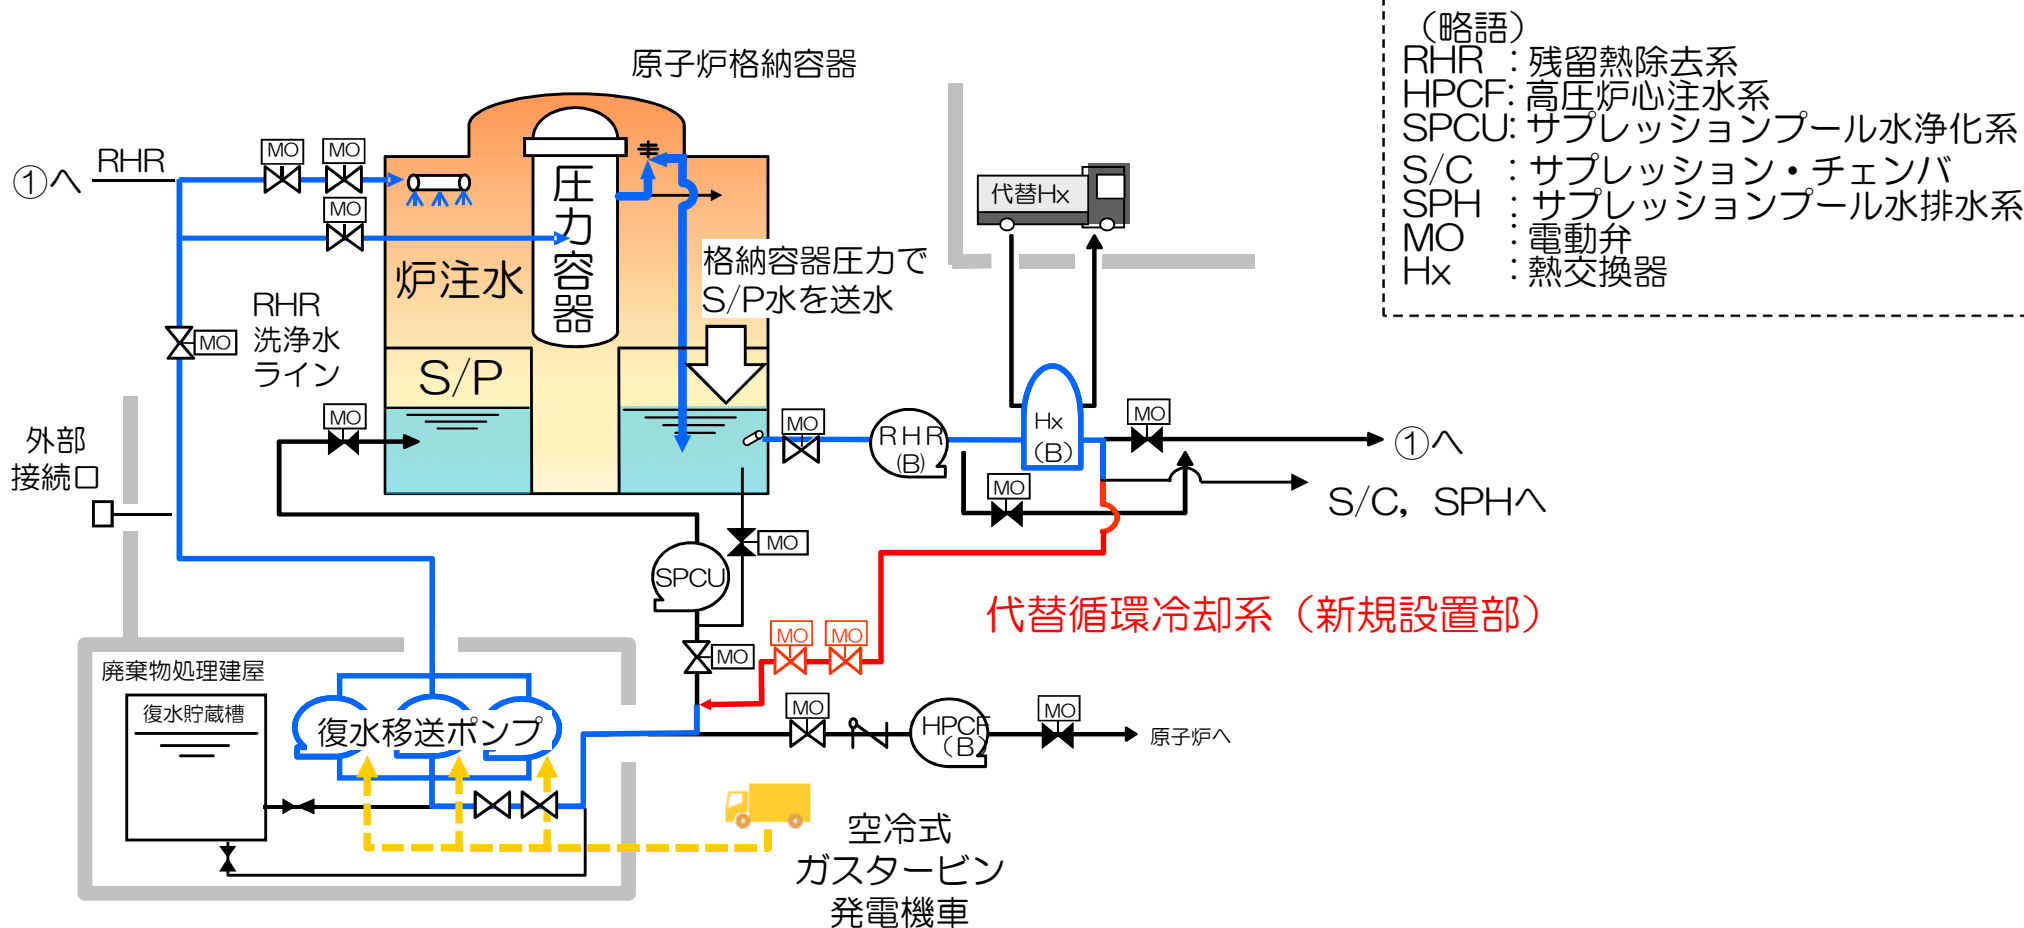 原子炉格納容器
(略語)
RHR：残留熱除去系
HPCF：高圧炉心注水系
SPCU：サプレッションプール水浄化系
S/C：サプレッション・チェンバ
SPH：サプレッションプール水排水系
MO：電動弁
Hx：熱交換器
①へ
RHR
MO
MO
MO
圧力容器
代替Hx
炉注水
格納容器圧力で
S/P水を送水
RHR
洗浄水
ライン
MO
S/P
MO
MO
RHR
(B)
Hx
(B)
MO
①へ
外部
接続口
MO
S/C，SPHへ
MO
SPCU
代替循環冷却系（新規設置部）
MO
MO
MO
廃棄物処理建屋
復水貯蔵槽
復水移送ポンプ
MO
HPCF
(B)
MO
原子炉へ
空冷式
ガスタービン
発電機車